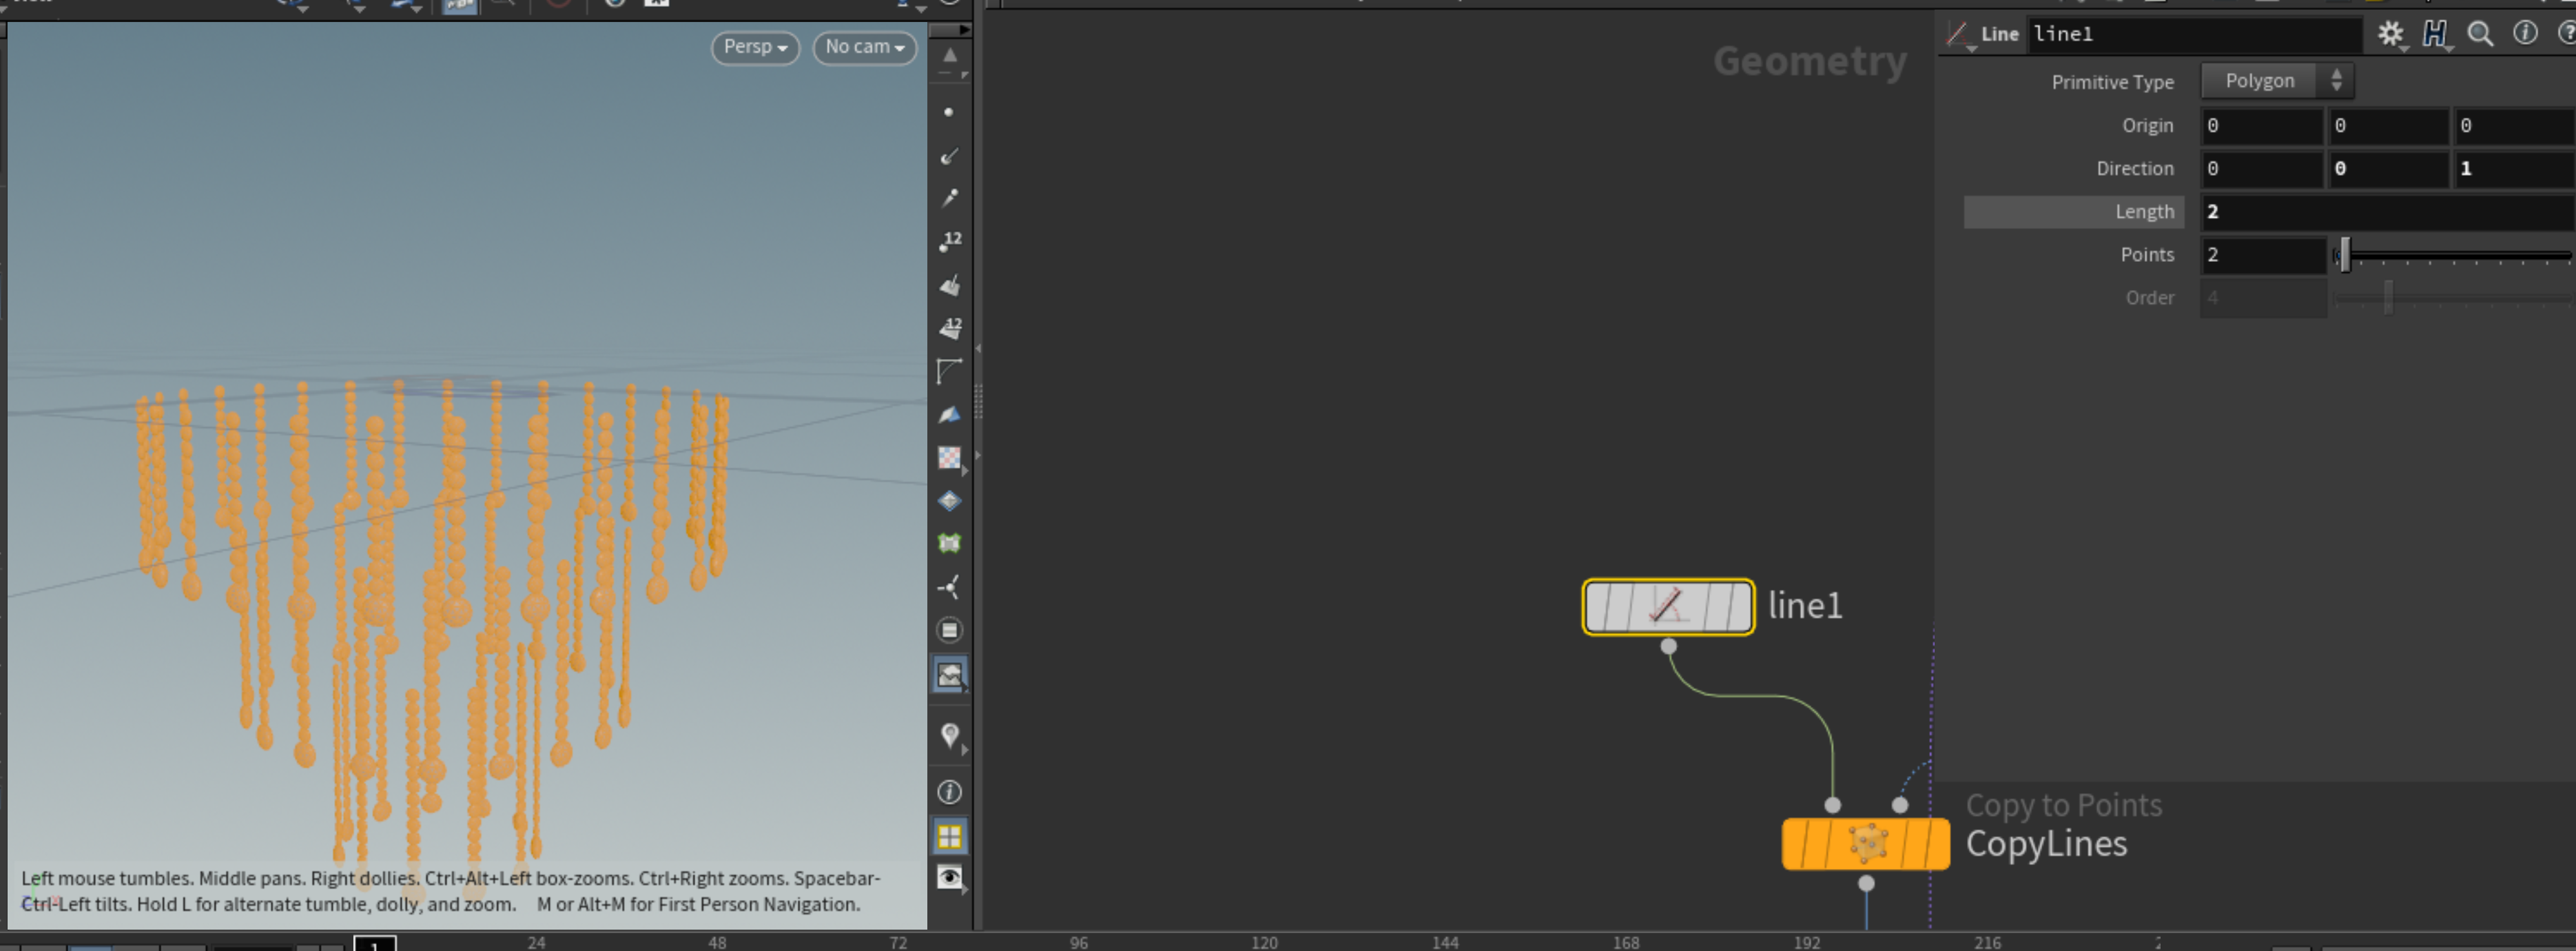 Persp
No cam
12
12
Left mouse tumbles. Middle pans. Right dollies. Ctrl+Alt+Left box-zooms. Ctrl+Right zooms. Spacebar-
Ctrl-Left tilts. Hold L for alternate tumble, dolly, and zoom. M or Alt+M for First Person Navigation.
Geometry
line1
Copy to Points
CopyLines
Line line1
Primitive Type Polygon
Origin 0 0 0
Direction 0 0 1
Length 2
Points 2
Order 4
1 24 48 72 96 120 144 168 192 216